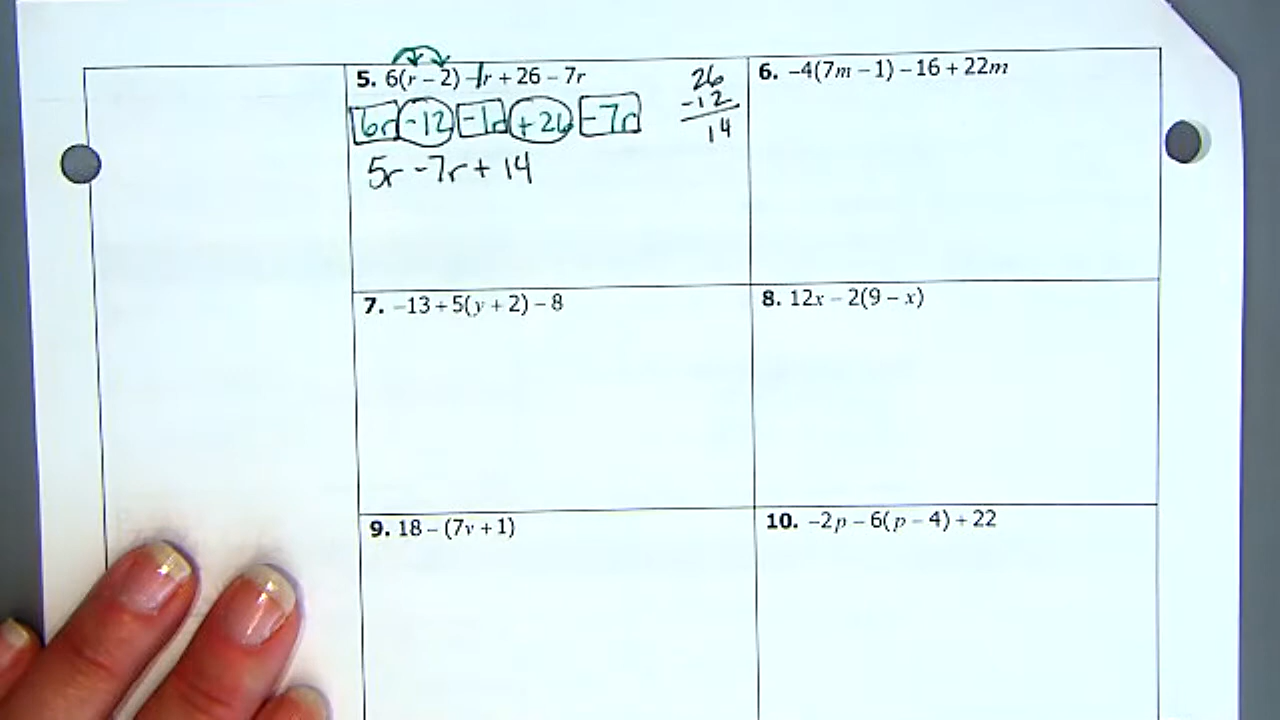 5. 6(r – 2) –1r + 26 – 7r
6r -12 -1r +26 -7r
5r -7r + 14
26
-12
14
6. –4(7m – 1) – 16 + 22m
7. –13 + 5(y + 2) – 8
8. 12x – 2(9 – x)
9. 18 – (7v + 1)
10. –2p – 6(p – 4) + 22